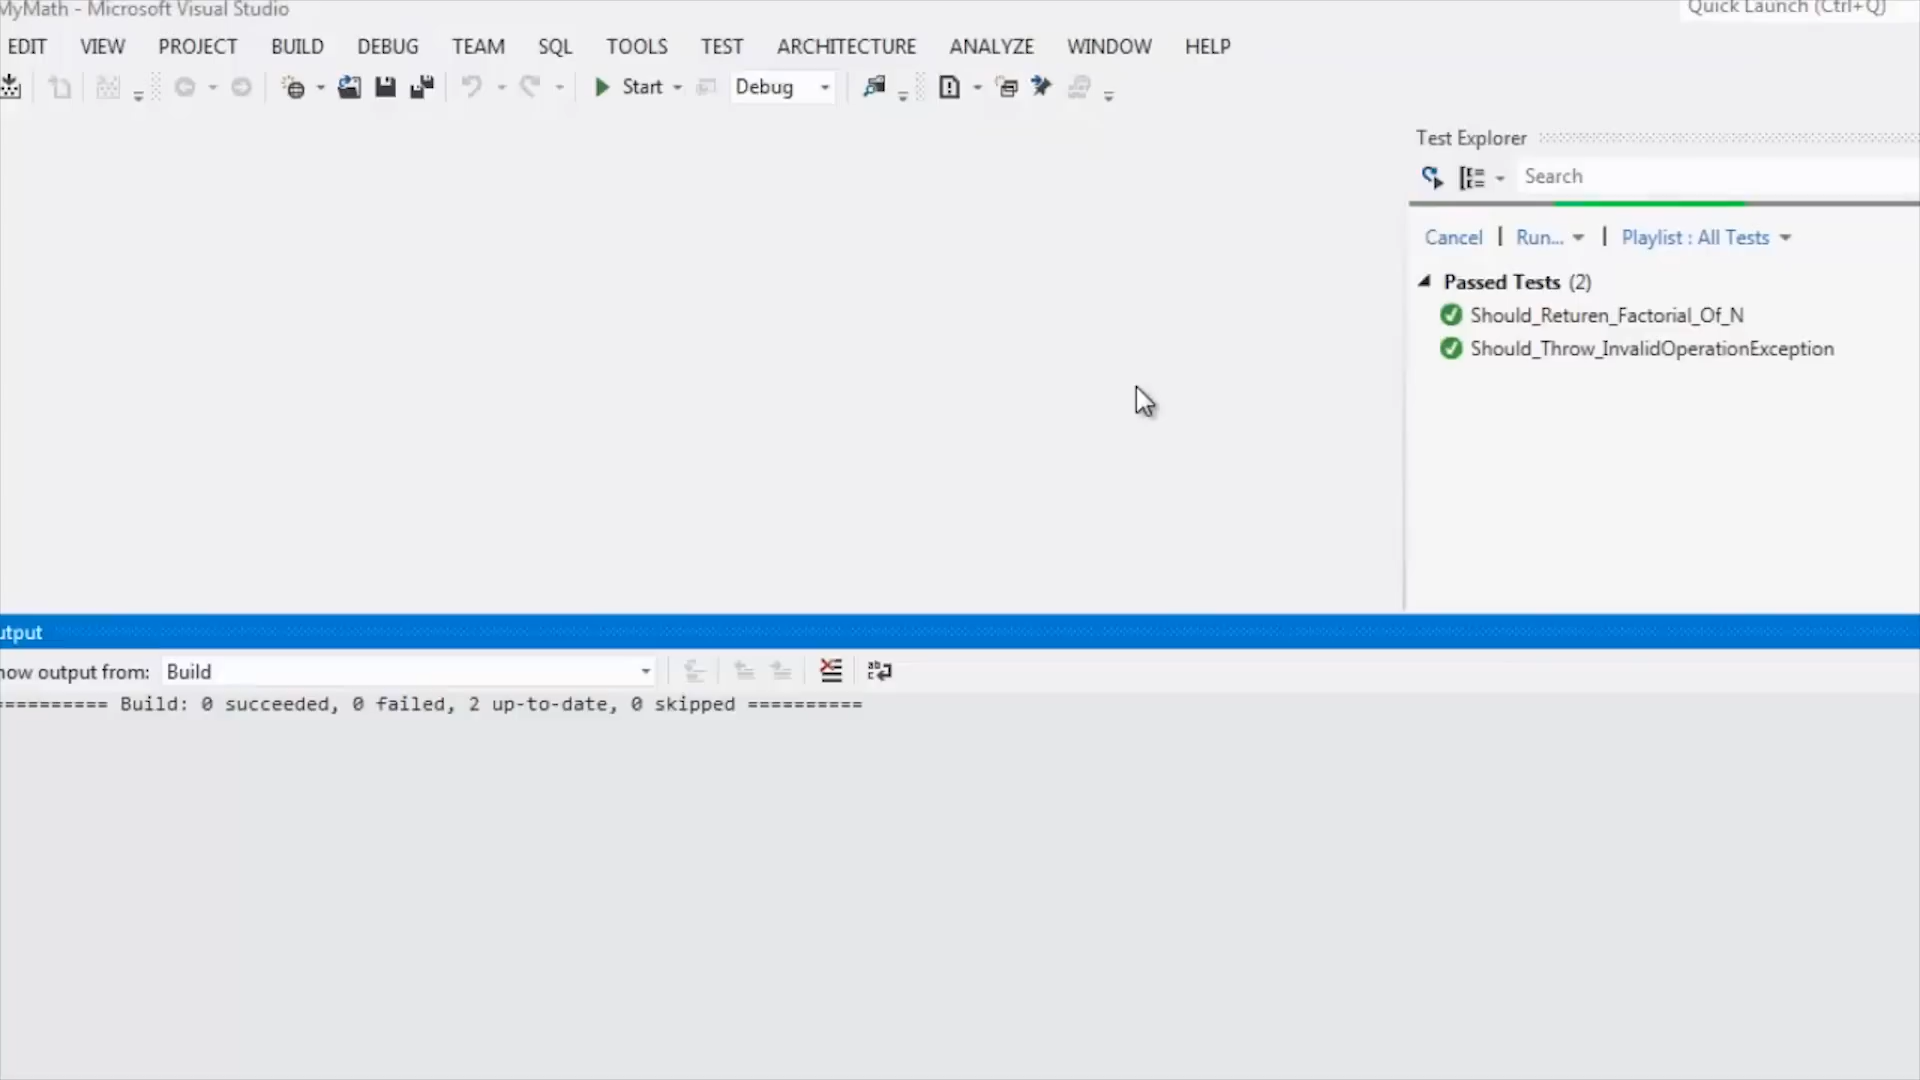 MyMath - Microsoft Visual Studio
Quick Launch (Ctrl+Q)
EDIT VIEW PROJECT BUILD DEBUG TEAM SQL TOOLS TEST ARCHITECTURE ANALYZE WINDOW HELP
Start Debug
Test Explorer
Search
Cancel | Run... | Playlist : All Tests
Passed Tests (2)
Should_Returen_Factorial_Of_N
Should_Throw_InvalidOperationException
utput
how output from: Build
========== Build: 0 succeeded, 0 failed, 2 up-to-date, 0 skipped ==========